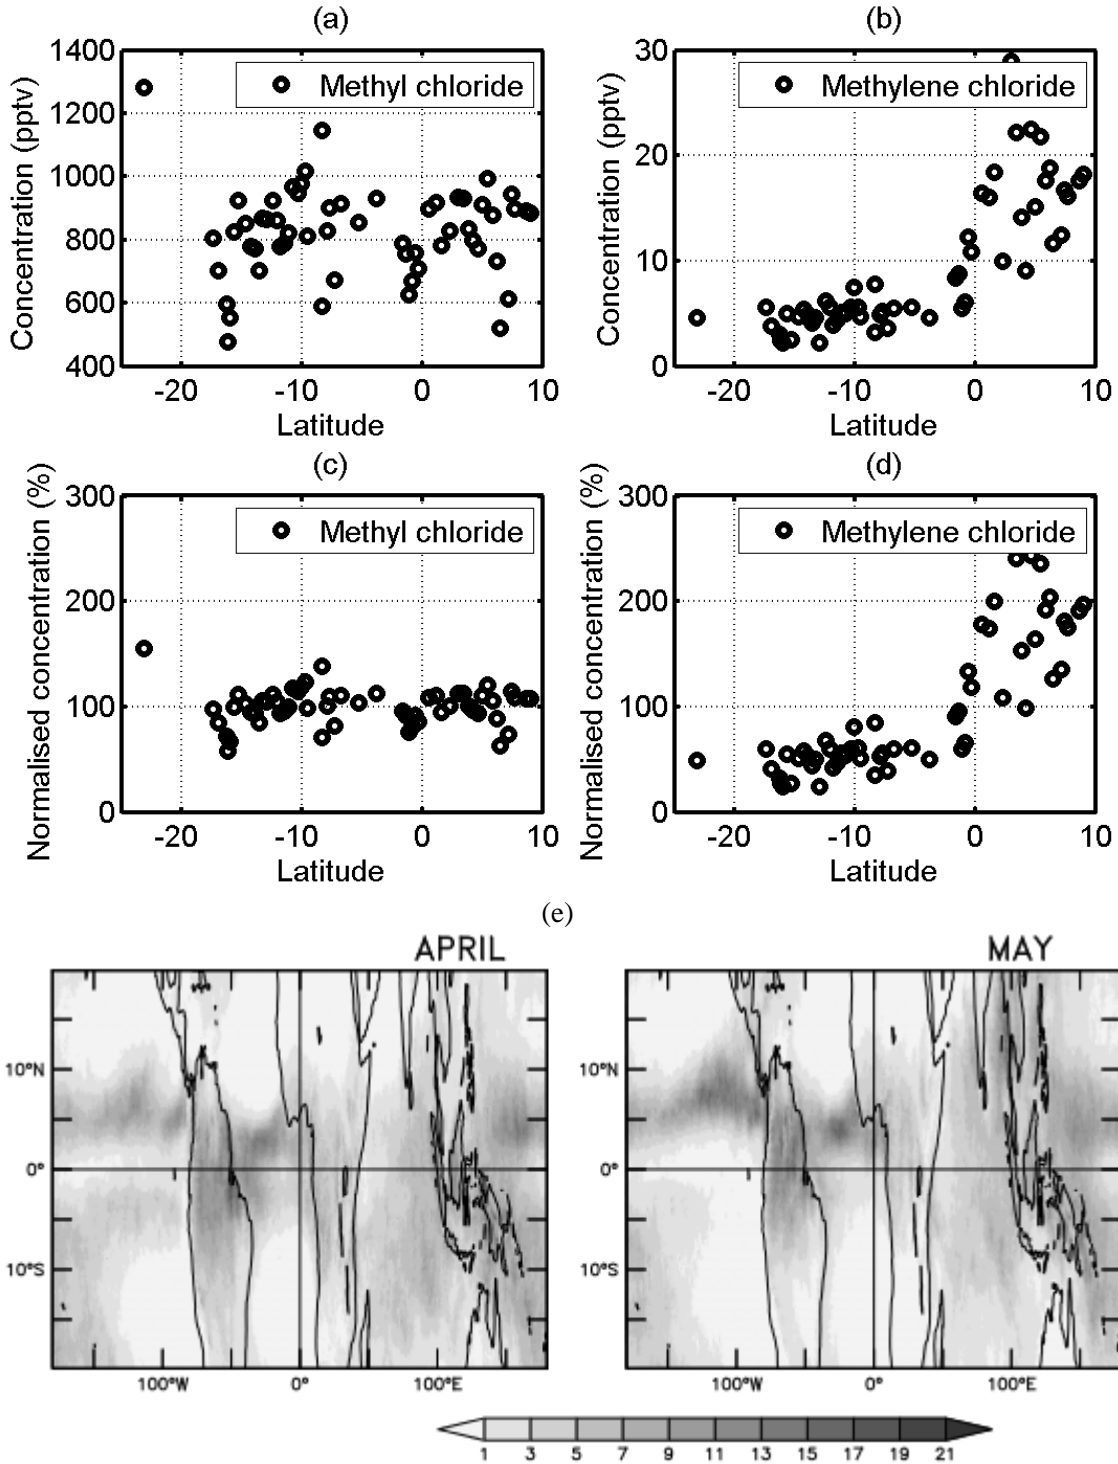 (a) (b)
1400
1200
1000
800
600
400
Concentration (pptv)
Methyl chloride
-20 -10 0 10
Latitude
30
20
10
0
Concentration (pptv)
Methylene chloride
-20 -10 0 10
Latitude
(c) (d)
300
200
100
0
Normalised concentration (%)
Methyl chloride
-20 -10 0 10
Latitude
300
200
100
0
Normalised concentration (%)
Methylene chloride
-20 -10 0 10
Latitude
(e)
APRIL MAY
10°N
0°
10°S
100°W 0° 100°E
10°N
0°
10°S
100°W 0° 100°E
1 3 5 7 9 11 13 15 17 19 21